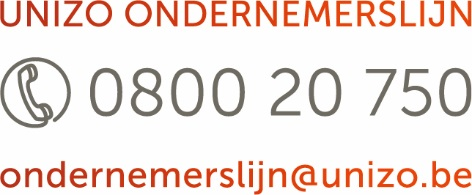 UNIZO ONDERNEMERSLIJN
0800 20 750
ondernemerslijn@unizo.be